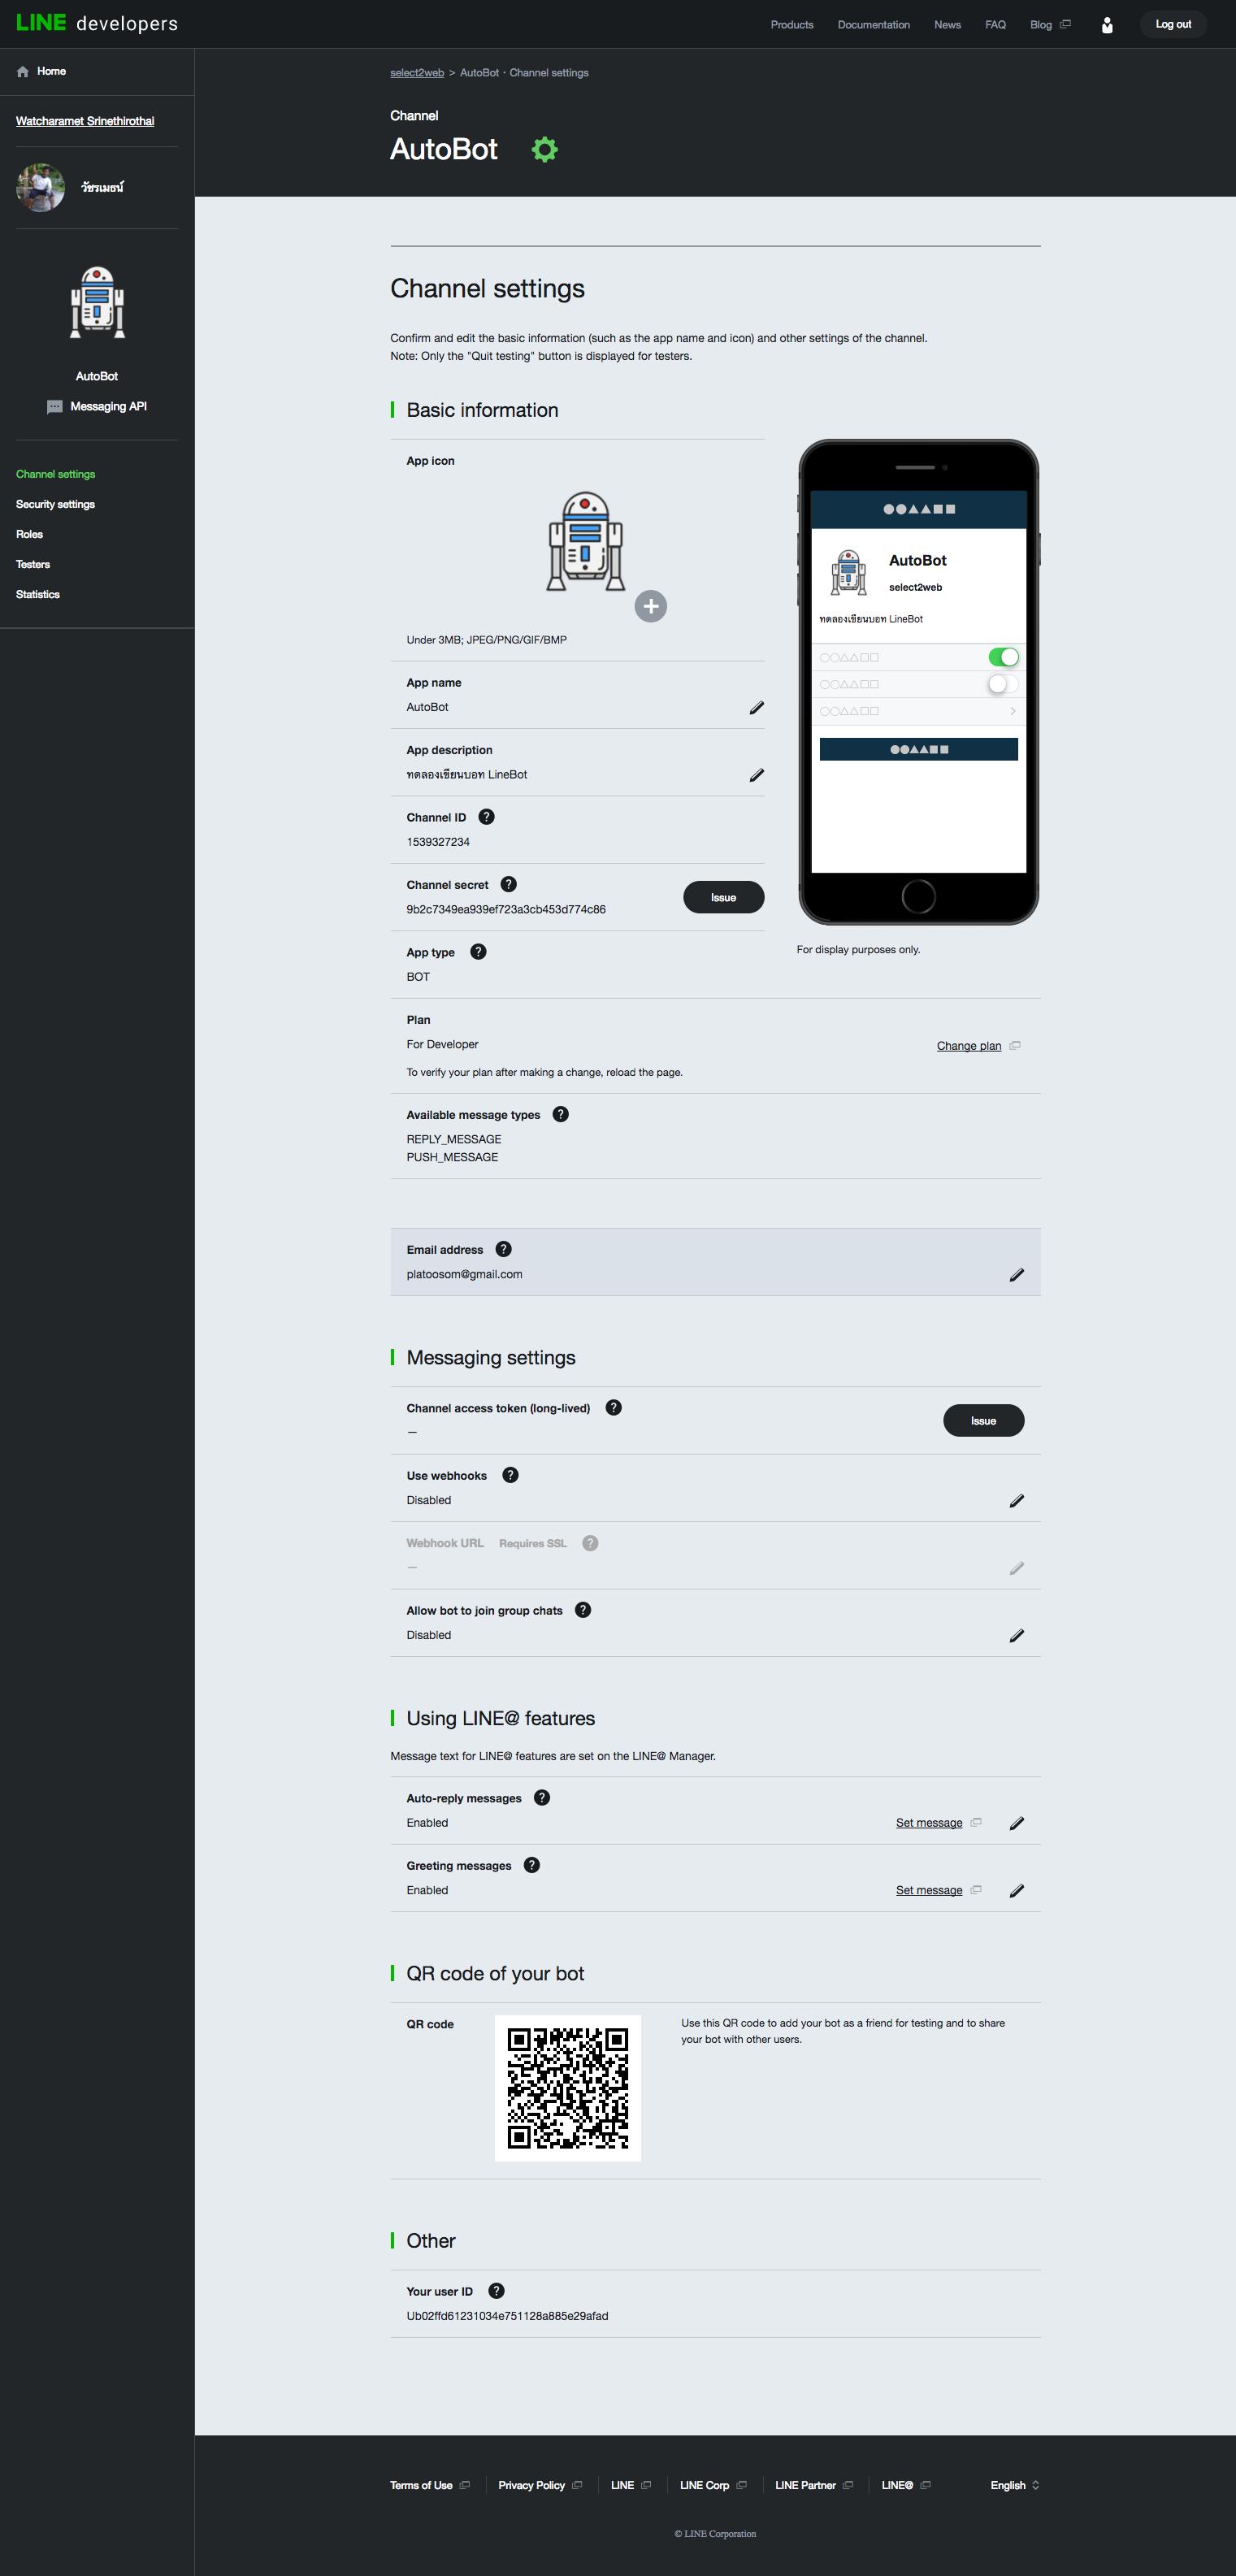 LINE developers
Products Documentation News FAQ Blog Log out
Home
Watcharamet Srinethirothai
วัชรเมธน์
AutoBot
Messaging API
Channel settings
Security settings
Roles
Testers
Statistics
select2web > AutoBot・Channel settings
Channel
AutoBot
Channel settings
Confirm and edit the basic information (such as the app name and icon) and other settings of the channel.
Note: Only the "Quit testing" button is displayed for testers.
Basic information
App icon
Under 3MB; JPEG/PNG/GIF/BMP
App name
AutoBot
App description
ทดลองเขียนบอท LineBot
Channel ID ?
1539327234
Channel secret ?
9b2c7349ea939ef723a3cb453d774c86
Issue
App type ?
BOT
AutoBot
select2web
ทดลองเขียนบอท LineBot
For display purposes only.
Plan
For Developer
Change plan
To verify your plan after making a change, reload the page.
Available message types ?
REPLY_MESSAGE
PUSH_MESSAGE
Email address ?
platoosom@gmail.com
Messaging settings
Channel access token (long-lived) ?
—
Issue
Use webhooks ?
Disabled
Webhook URL Requires SSL ?
—
Allow bot to join group chats ?
Disabled
Using LINE@ features
Message text for LINE@ features are set on the LINE@ Manager.
Auto-reply messages ?
Enabled
Set message
Greeting messages ?
Enabled
Set message
QR code of your bot
QR code
Use this QR code to add your bot as a friend for testing and to share
your bot with other users.
Other
Your user ID ?
Ub02ffd61231034e751128a885e29afad
Terms of Use Privacy Policy LINE LINE Corp LINE Partner LINE@ English
© LINE Corporation